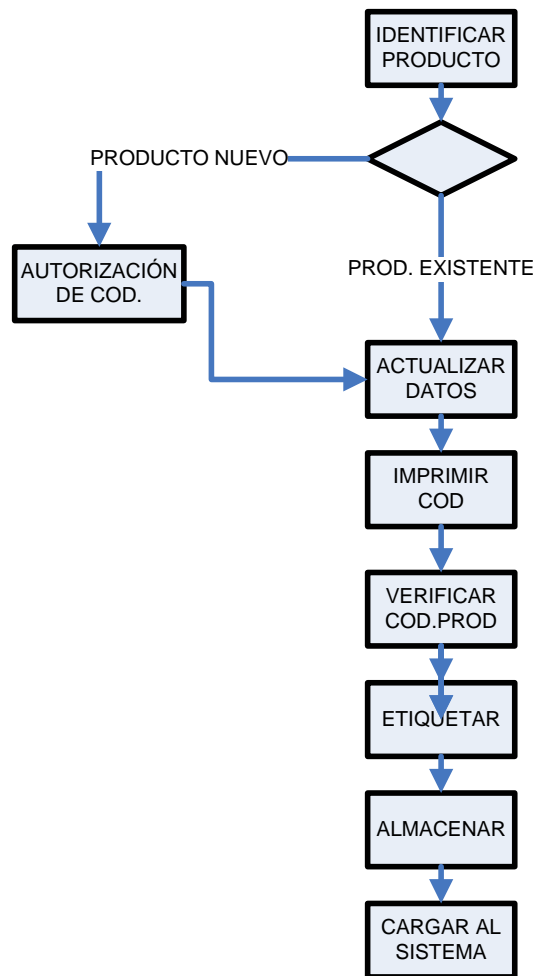 IDENTIFICAR
PRODUCTO
PRODUCTO NUEVO
PROD. EXISTENTE
AUTORIZACIÓN
DE COD.
ACTUALIZAR
DATOS
IMPRIMIR
COD
VERIFICAR
COD.PROD
ETIQUETAR
ALMACENAR
CARGAR AL
SISTEMA